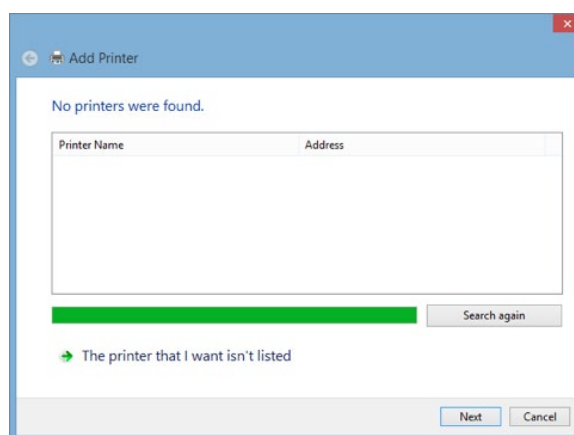 Add Printer
No printers were found.
Printer Name Address
Search again
The printer that I want isn't listed
Next Cancel